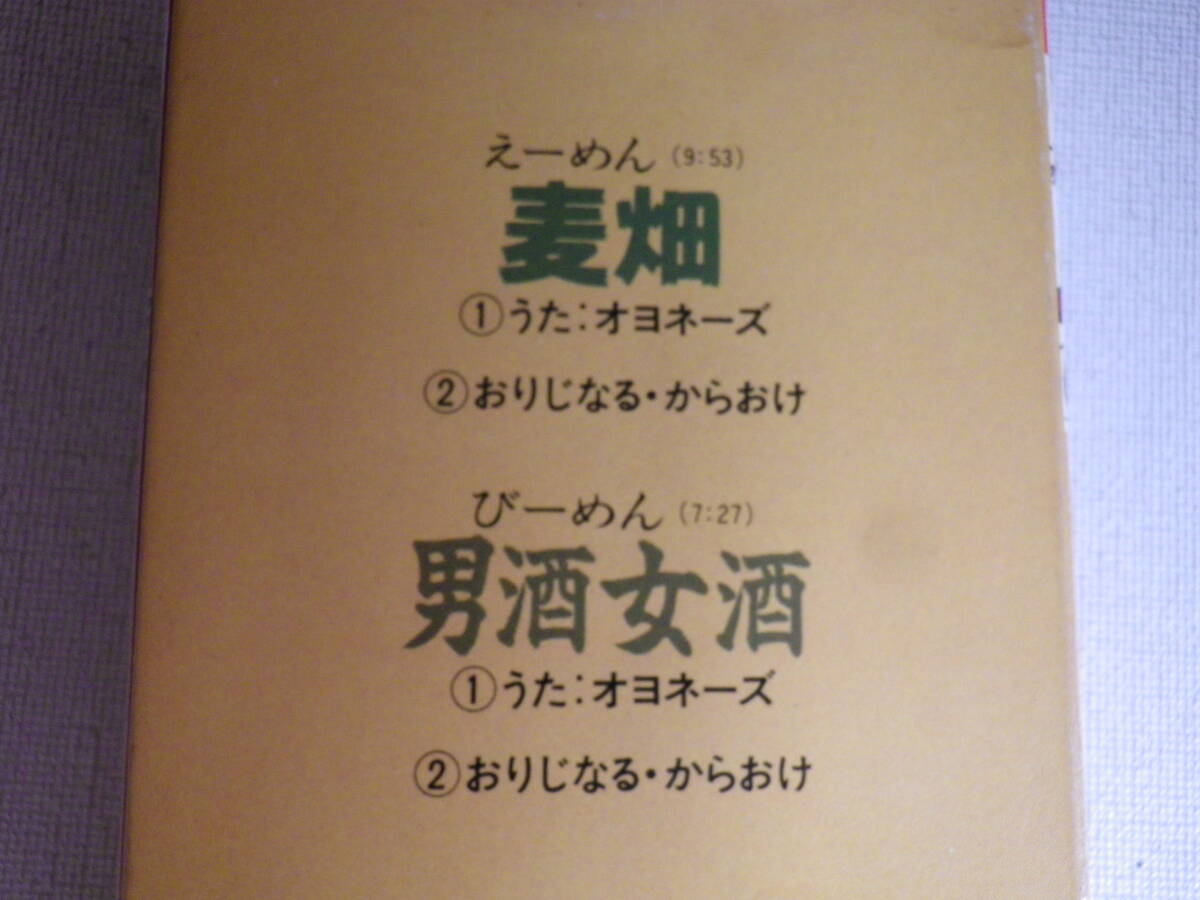 えーめん (9:53)
麦畑
①うた:オヨネーズ
②おりじなる・からおけ
びーめん (7:27)
男酒女酒
①うた:オヨネーズ
②おりじなる・からおけ